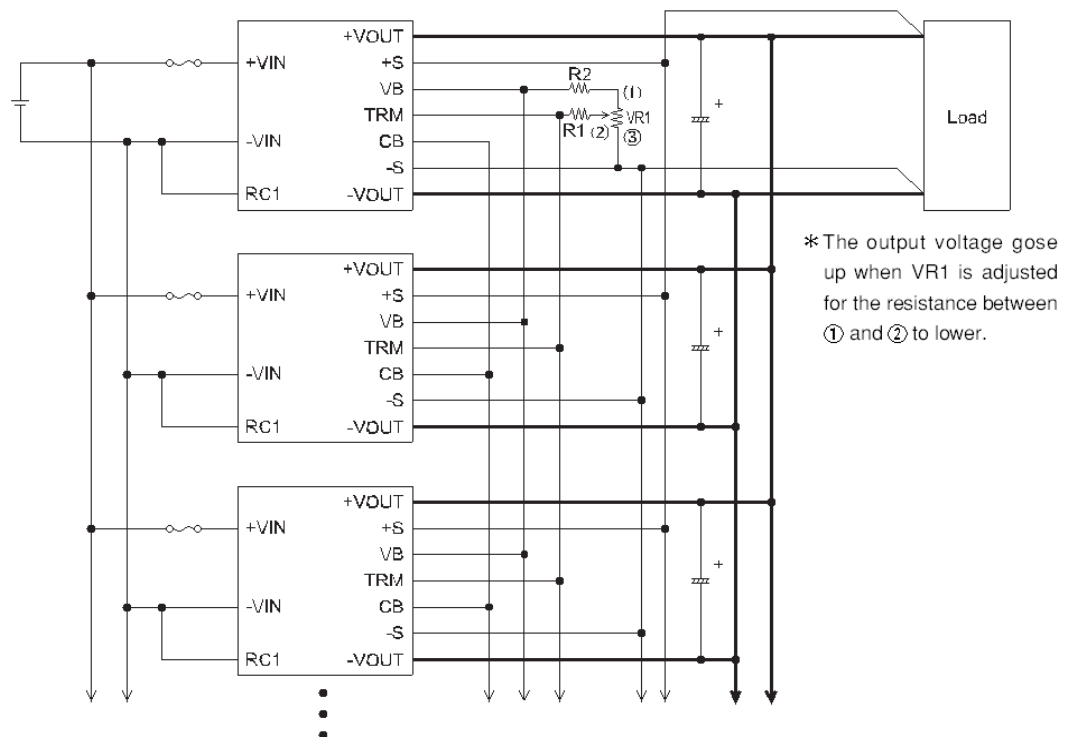 +VOUT
+VIN
+S
R2
VB
(1)
TRM
R1 (2)
VR1
+
Load
-VIN
CB
③
-S
RC1
-VOUT
* The output voltage gose
up when VR1 is adjusted
for the resistance between
① and ② to lower.
+VOUT
+VIN
+S
VB
+
TRM
-VIN
CB
-S
RC1
-VOUT
+VOUT
+VIN
+S
VB
+
TRM
-VIN
CB
-S
RC1
-VOUT